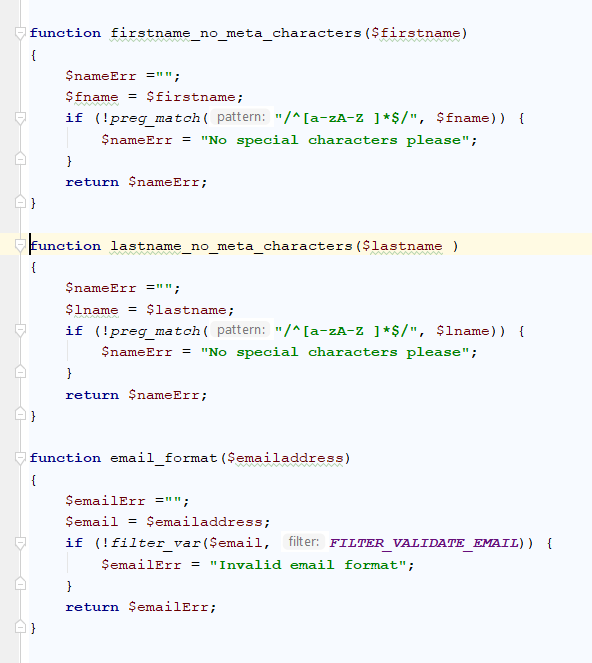 function firstname_no_meta_characters($firstname)
{
    $nameErr ="";
    $fname = $firstname;
    if (!preg_match( pattern: "/^[a-zA-Z ]*$/", $fname)) {
        $nameErr = "No special characters please";
    }
    return $nameErr;
}
function lastname_no_meta_characters($lastname )
{
    $nameErr ="";
    $lname = $lastname;
    if (!preg_match( pattern: "/^[a-zA-Z ]*$/", $lname)) {
        $nameErr = "No special characters please";
    }
    return $nameErr;
}
function email_format($emailaddress)
{
    $emailErr ="";
    $email = $emailaddress;
    if (!filter_var($email, filter: FILTER_VALIDATE_EMAIL)) {
        $emailErr = "Invalid email format";
    }
    return $emailErr;
}